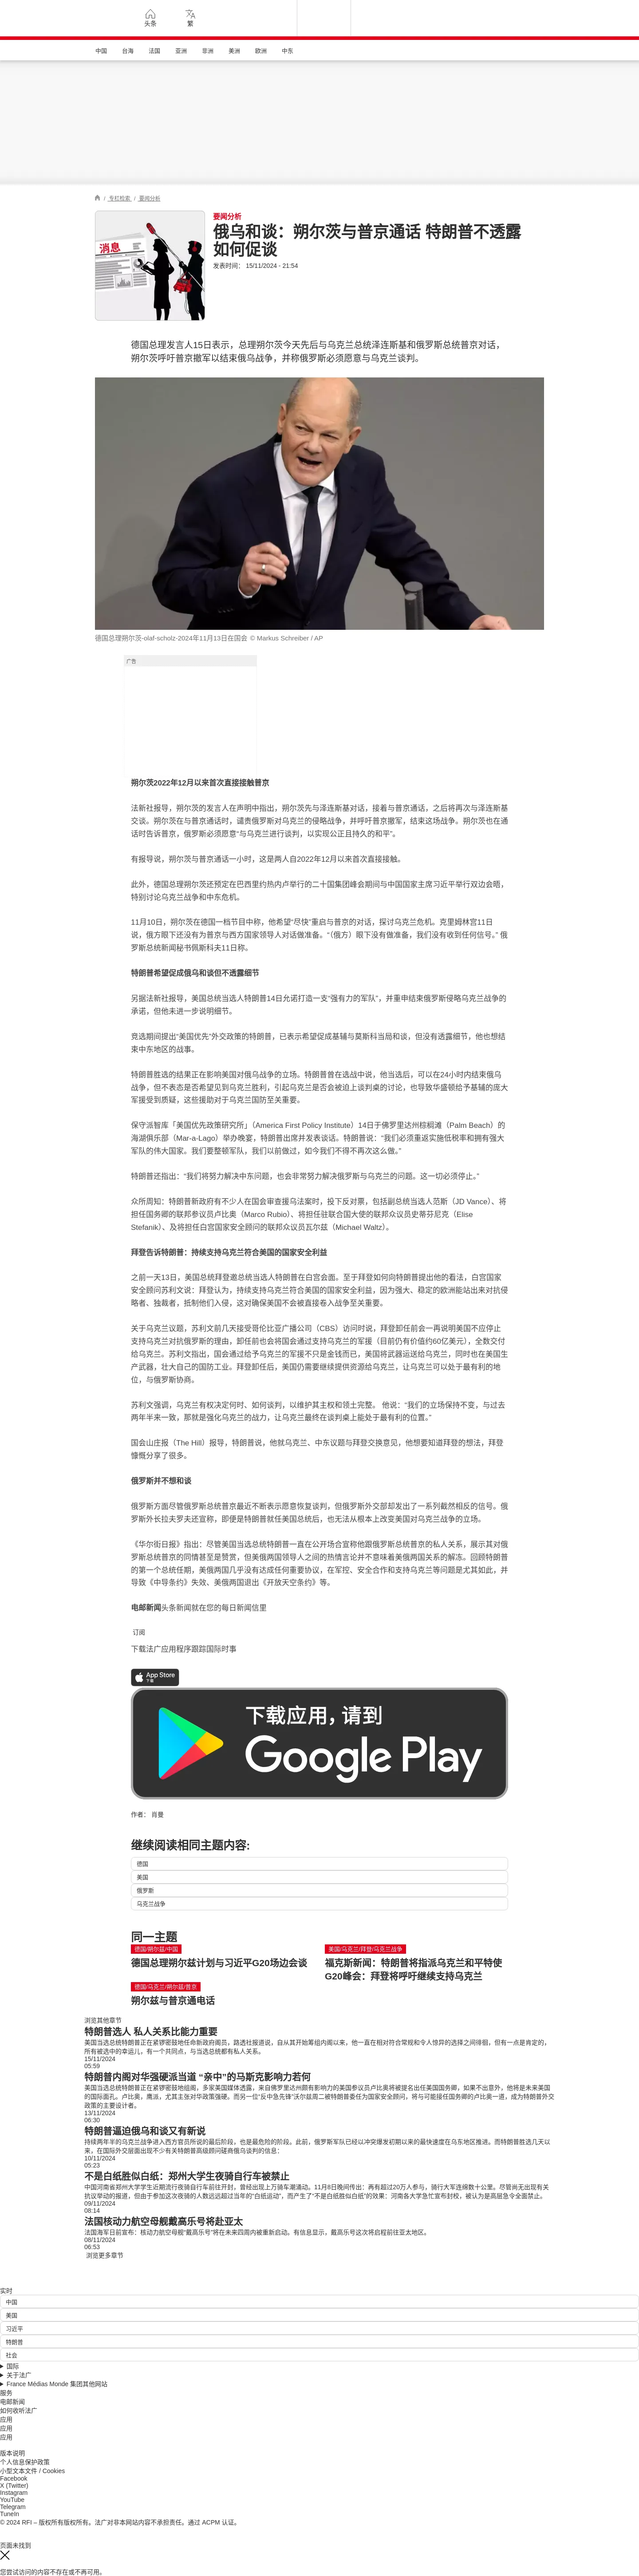 头条
繁
中国
台湾
法国
亚洲
非洲
美洲
欧洲
中东
/ 专栏检索 / 要闻分析
消息
要闻分析
俄乌和谈：朔尔茨与普京通话 特朗普不透露
如何促谈
发表时间： 15/11/2024 - 21:54
德国总理发言人15日表示，总理朔尔茨今天先后与乌克兰总统泽连斯基和俄罗斯总统普京对话，
朔尔茨呼吁普京撤军以结束俄乌战争，并称俄罗斯必须愿意与乌克兰谈判。
德国总理朔尔茨-olaf-scholz-2024年11月13日在国会 © Markus Schreiber / AP
广告
朔尔茨2022年12月以来首次直接接触普京
法新社报导，朔尔茨的发言人在声明中指出，朔尔茨先与泽连斯基对话，接着与普京通话，之后将再次与泽连斯基
交谈。朔尔茨在与普京通话时，谴责俄罗斯对乌克兰的侵略战争，并呼吁普京撤军，结束这场战争。朔尔茨也在通
话时告诉普京，俄罗斯必须愿意“与乌克兰进行谈判，以实现公正且持久的和平”。
有报导说，朔尔茨与普京通话一小时，这是两人自2022年12月以来首次直接接触。
此外，德国总理朔尔茨还预定在巴西里约热内卢举行的二十国集团峰会期间与中国国家主席习近平举行双边会晤，
特别讨论乌克兰战争和中东危机。
11月10日，朔尔茨在德国一档节目中称，他希望“尽快”重启与普京的对话，探讨乌克兰危机。克里姆林宫11日
说，俄方眼下还没有为普京与西方国家领导人对话做准备。“（俄方）眼下没有做准备，我们没有收到任何信号。” 俄
罗斯总统新闻秘书佩斯科夫11日称。
特朗普希望促成俄乌和谈但不透露细节
另据法新社报导，美国总统当选人特朗普14日允诺打造一支“强有力的军队”，并重申结束俄罗斯侵略乌克兰战争的
承诺，但他未进一步说明细节。
竞选期间提出“美国优先”外交政策的特朗普，已表示希望促成基辅与莫斯科当局和谈，但没有透露细节，他也想结
束中东地区的战事。
特朗普胜选的结果正在影响美国对俄乌战争的立场。特朗普曾在选战中说，他当选后，可以在24小时内结束俄乌
战争，但不表态是否希望见到乌克兰胜利，引起乌克兰是否会被迫上谈判桌的讨论，也导致华盛顿给予基辅的庞大
军援受到质疑，这些援助对于乌克兰国防至关重要。
保守派智库「美国优先政策研究所」（America First Policy Institute）14日于佛罗里达州棕榈滩（Palm Beach）的
海湖俱乐部（Mar-a-Lago）举办晚宴，特朗普出席并发表谈话。特朗普说：“我们必须重返实施低税率和拥有强大
军队的伟大国家。我们要整顿军队，我们以前做过，如今我们不得不再次这么做。”
特朗普还指出：“我们将努力解决中东问题，也会非常努力解决俄罗斯与乌克兰的问题。这一切必须停止。”
众所周知：特朗普新政府有不少人在国会审查援乌法案时，投下反对票，包括副总统当选人范斯（JD Vance）、将
担任国务卿的联邦参议员卢比奥（Marco Rubio）、将担任驻联合国大使的联邦众议员史蒂芬尼克（Elise
Stefanik）、及将担任白宫国家安全顾问的联邦众议员瓦尔兹（Michael Waltz）。
拜登告诉特朗普：持续支持乌克兰符合美国的国家安全利益
之前一天13日，美国总统拜登邀总统当选人特朗普在白宫会面。至于拜登如何向特朗普提出他的看法，白宫国家
安全顾问苏利文说：拜登认为，持续支持乌克兰符合美国的国家安全利益，因为强大、稳定的欧洲能站出来对抗侵
略者、独裁者，抵制他们入侵，这对确保美国不会被直接卷入战争至关重要。
关于乌克兰议题，苏利文前几天接受哥伦比亚广播公司（CBS）访问时说，拜登卸任前会一再说明美国不应停止
支持乌克兰对抗俄罗斯的理由，卸任前也会将国会通过支持乌克兰的军援（目前仍有价值约60亿美元），全数交付
给乌克兰。苏利文指出，国会通过给予乌克兰的军援不只是金钱而已，美国将武器运送给乌克兰，同时也在美国生
产武器，壮大自己的国防工业。拜登卸任后，美国仍需要继续提供资源给乌克兰，让乌克兰可以处于最有利的地
位，与俄罗斯协商。
苏利文强调，乌克兰有权决定何时、如何谈判，以维护其主权和领土完整。 他说：“我们的立场保持不变，与过去
两年半来一致，那就是强化乌克兰的战力，让乌克兰最终在谈判桌上能处于最有利的位置。”
国会山庄报（The Hill）报导，特朗普说，他就乌克兰、中东议题与拜登交换意见，他想要知道拜登的想法，拜登
慷慨分享了很多。
俄罗斯并不想和谈
俄罗斯方面尽管俄罗斯总统普京最近不断表示愿意恢复谈判，但俄罗斯外交部却发出了一系列截然相反的信号。俄
罗斯外长拉夫罗夫还宣称，即便是特朗普就任美国总统后，也无法从根本上改变美国对乌克兰战争的立场。
《华尔街日报》指出：尽管美国当选总统特朗普一直在公开场合宣称他跟俄罗斯总统普京的私人关系，展示其对俄
罗斯总统普京的同情甚至是赞赏，但美俄两国领导人之间的热情言论并不意味着美俄两国关系的解冻。回顾特朗普
的第一个总统任期，美俄两国几乎没有达成任何重要协议，在军控、安全合作和支持乌克兰等问题是尤其如此，并
导致《中导条约》失效、美俄两国退出《开放天空条约》等。
电邮新闻头条新闻就在您的每日新闻信里
订阅
下载法广应用程序跟踪国际时事
App Store
下载
下载应用，请到
Google Play
作者： 肖曼
继续阅读相同主题内容:
德国
美国
俄罗斯
乌克兰战争
同一主题
德国/朔尔兹/中国
德国总理朔尔兹计划与习近平G20场边会谈
美国/乌克兰/拜登/乌克兰战争
福克斯新闻：特朗普将指派乌克兰和平特使
G20峰会：拜登将呼吁继续支持乌克兰
德国/乌克兰/朔尔兹/普京
朔尔兹与普京通电话
浏览其他章节
特朗普选人 私人关系比能力重要
美国当选总统特朗普正在紧锣密鼓地任命新政府阁员，路透社报道说，自从其开始筹组内阁以来，他一直在相对符合常规和令人惊异的选择之间徘徊，但有一点是肯定的，
所有被选中的幸运儿，有一个共同点，与当选总统都有私人关系。
15/11/2024
05:59
特朗普内阁对华强硬派当道 “亲中”的马斯克影响力若何
美国当选总统特朗普正在紧锣密鼓地组阁，多家美国媒体透露，来自佛罗里达州颇有影响力的美国参议员卢比奥将被提名出任美国国务卿，如果不出意外，他将是未来美国
的国际面孔。卢比奥，鹰派，尤其主张对华政策强硬。而另一位“反中急先锋”沃尔兹周二被特朗普委任为国家安全顾问，将与可能接任国务卿的卢比奥一道，成为特朗普外交
政策的主要设计者。
13/11/2024
06:30
特朗普逼迫俄乌和谈又有新说
持续两年半的乌克兰战争进入西方官员所说的最后阶段，也是最危险的阶段。此前，俄罗斯军队已经以冲突爆发初期以来的最快速度在乌东地区推进。而特朗普胜选几天以
来，在国际外交层面出现不少有关特朗普高级顾问磋商俄乌谈判的信息：
10/11/2024
05:23
不是白纸胜似白纸：郑州大学生夜骑自行车被禁止
中国河南省郑州大学学生近期流行夜骑自行车前往开封，曾经出现上万骑车潮涌动。11月8日晚间传出：再有超过20万人参与，骑行大军连绵数十公里。尽管尚无出现有关
抗议举动的报道，但由于参加这次夜骑的人数远远超过当年的“白纸运动”，而产生了“不是白纸胜似白纸”的效果：河南各大学急忙宣布封校，被认为是高层急令全面禁止。
09/11/2024
08:14
法国核动力航空母舰戴高乐号将赴亚太
法国海军日前宣布：核动力航空母舰“戴高乐号”将在未来四周内被重新启动。有信息显示，戴高乐号这次将启程前往亚太地区。
08/11/2024
06:53
浏览更多章节
实时
中国
美国
习近平
特朗普
社会
国际
关于法广
France Médias Monde 集团其他网站
服务
电邮新闻
如何收听法广
应用
应用
应用
版本说明
个人信息保护政策
小型文本文件 / Cookies
Facebook
X (Twitter)
Instagram
YouTube
Telegram
TuneIn
© 2024 RFI – 版权所有版权所有。法广对非本网站内容不承担责任。通过 ACPM 认证。
页面未找到
您尝试访问的内容不存在或不再可用。